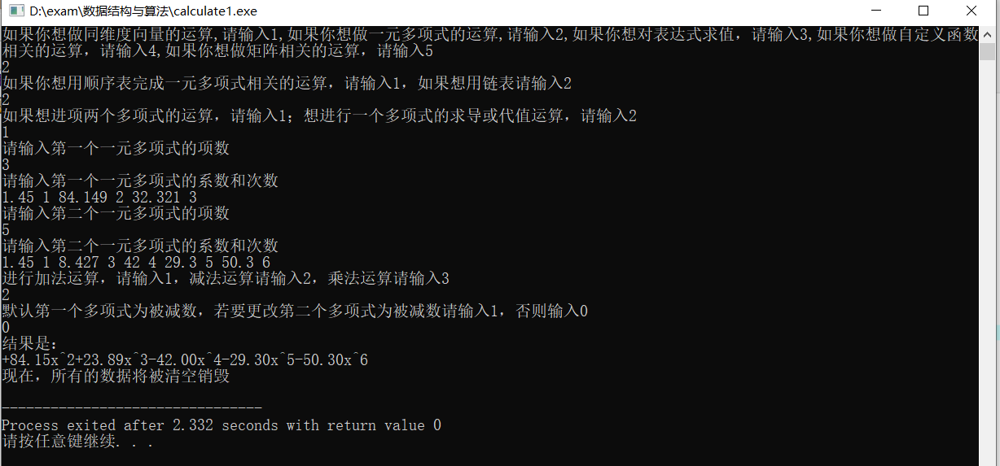 D:\exam\数据结构与算法\calculate1.exe
如果你想做同维度向量的运算,请输入1,如果你想做一元多项式的运算,请输入2,如果你想对表达式求值，请输入3,如果你想做自定义函数
相关的运算，请输入4,如果你想做矩阵相关的运算，请输入5
2
如果你想用顺序表完成一元多项式相关的运算，请输入1，如果想用链表请输入2
2
如果想进项两个多项式的运算，请输入1；想进行一个多项式的求导或代值运算，请输入2
1
请输入第一个一元多项式的项数
3
请输入第一个一元多项式的系数和次数
1.45 1 84.149 2 32.321 3
请输入第二个一元多项式的项数
5
请输入第二个一元多项式的系数和次数
1.45 1 8.427 3 42 4 29.3 5 50.3 6
进行加法运算，请输入1，减法运算请输入2，乘法运算请输入3
2
默认第一个多项式为被减数，若要更改第二个多项式为被减数请输入1，否则输入0
0
结果是：
+84.15x^2+23.89x^3-42.00x^4-29.30x^5-50.30x^6
现在，所有的数据将被清空销毁
--------------------------------
Process exited after 2.332 seconds with return value 0
请按任意键继续. . .